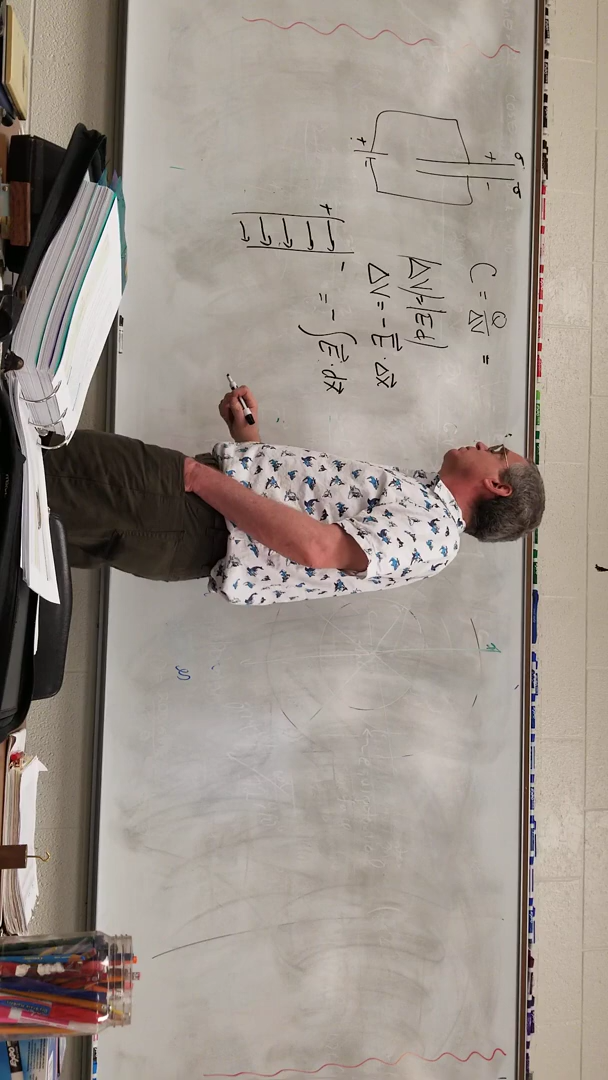 σ σ
+ -
+ -
C = Q/ΔV =
|ΔV| = |Ed|
ΔV = - E⃗ · Δx⃗
= - ∫ E⃗ · dx⃗
+ -